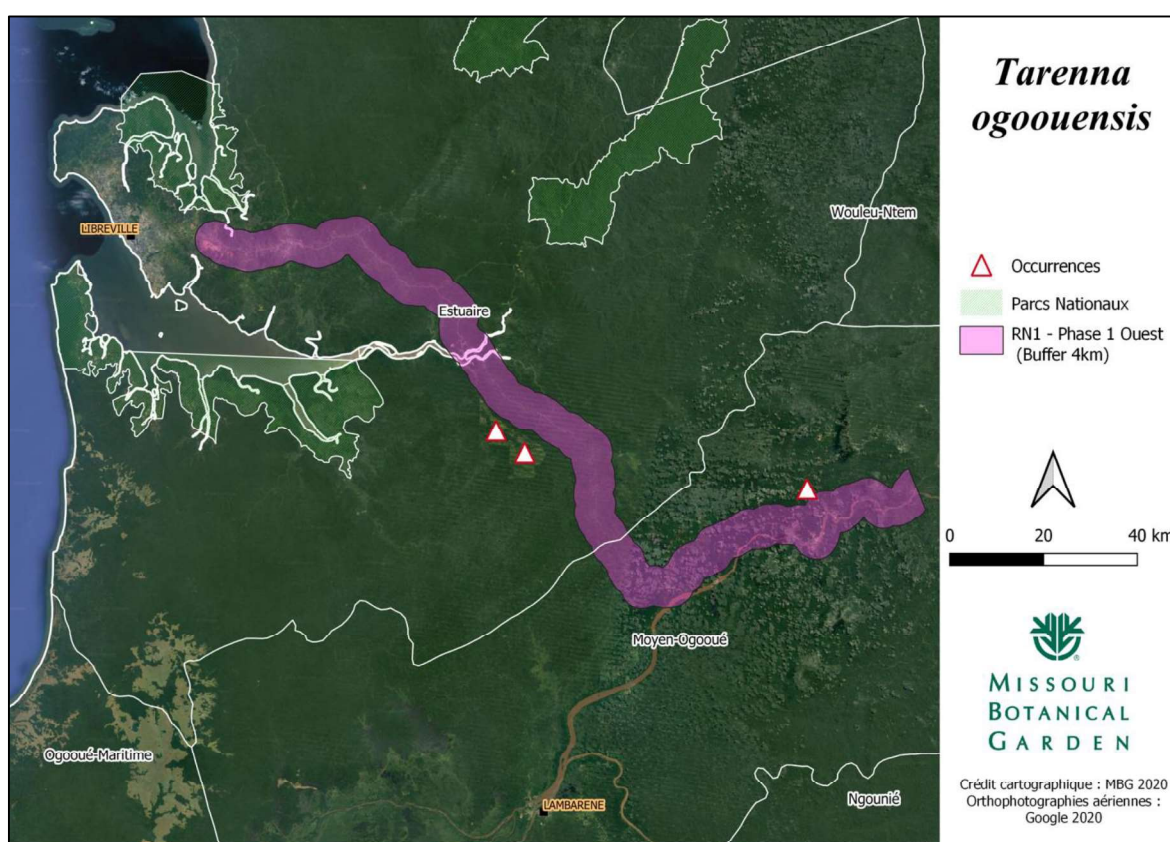 Tarenna
ogoouensis
LIBREVILLE
Wouleu-Ntem
Estuaire
Moyen-Ogooué
Ogooué-Maritime
LAMBARENE
Ngounié
Occurrences
Parcs Nationaux
RN1 - Phase 1 Ouest
(Buffer 4km)
0 20 40 km
MISSOURI
BOTANICAL
GARDEN
Crédit cartographique : MBG 2020
Orthophotographies aériennes :
Google 2020